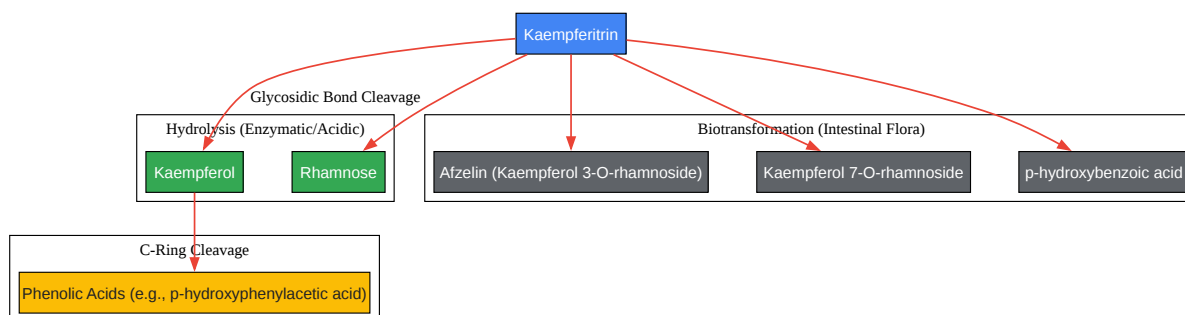 Kaempferitrin
Glycosidic Bond Cleavage
Hydrolysis (Enzymatic/Acidic)
Biotransformation (Intestinal Flora)
Kaempferol
Rhamnose
Afzelin (Kaempferol 3-O-rhamnoside)
Kaempferol 7-O-rhamnoside
p-hydroxybenzoic acid
C-Ring Cleavage
Phenolic Acids (e.g., p-hydroxyphenylacetic acid)